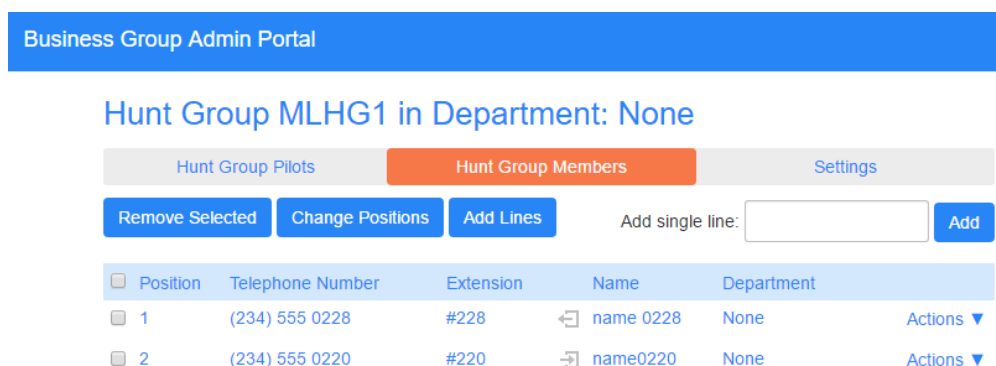 Business Group Admin Portal
Hunt Group MLHG1 in Department: None
Hunt Group Pilots Hunt Group Members Settings
Remove Selected Change Positions Add Lines Add single line: Add
Position Telephone Number Extension Name Department
1 (234) 555 0228 #228 name 0228 None Actions ▼
2 (234) 555 0220 #220 name0220 None Actions ▼